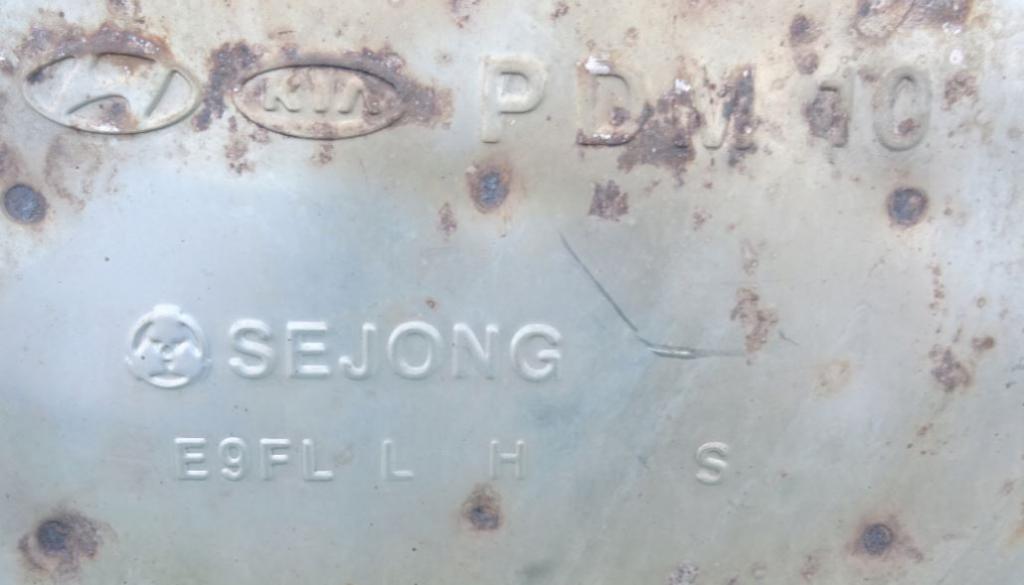 KIA PDM 10
SEJONG
E9FL L H S